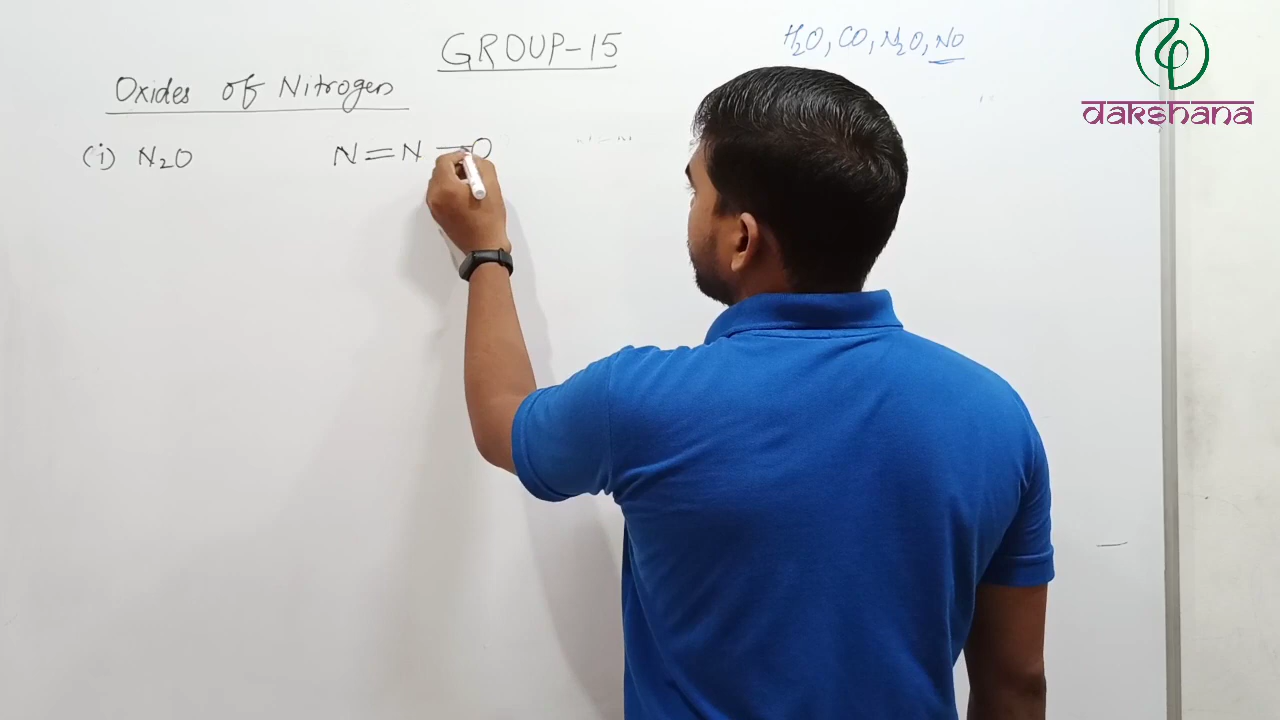 GROUP-15
H₂O, CO, N₂O, NO
dakshana
Oxides of Nitrogen
(i) N₂O N=N=O